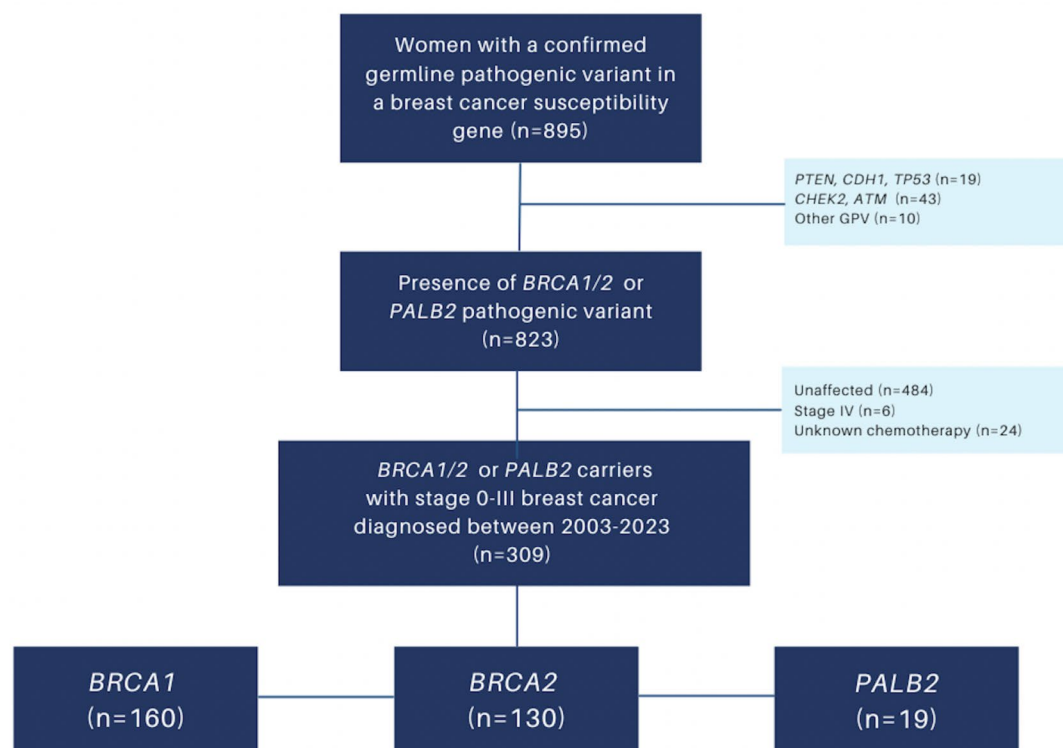 Women with a confirmed
germline pathogenic variant in
a breast cancer susceptibility
gene (n=895)
PTEN, CDH1, TP53 (n=19)
CHEK2, ATM (n=43)
Other GPV (n=10)
Presence of BRCA1/2 or
PALB2 pathogenic variant
(n=823)
Unaffected (n=484)
Stage IV (n=6)
Unknown chemotherapy (n=24)
BRCA1/2 or PALB2 carriers
with stage 0-III breast cancer
diagnosed between 2003-2023
(n=309)
BRCA1
(n=160)
BRCA2
(n=130)
PALB2
(n=19)